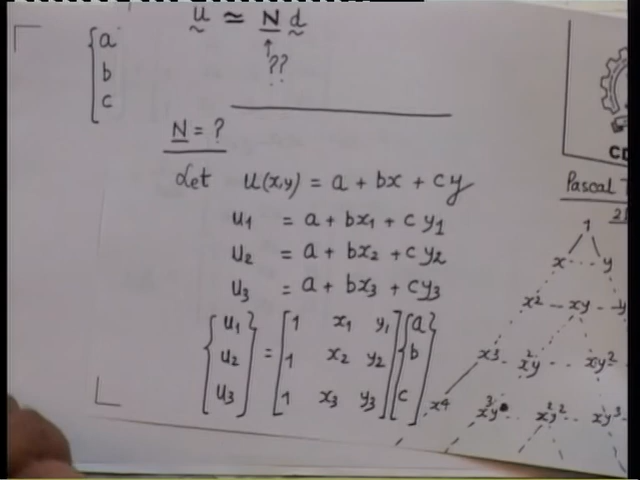 u ≃ N d
??
{a
b
c
N = ?
Let u(x,y) = a + bx + cy
u₁ = a + bx₁ + cy₁
u₂ = a + bx₂ + cy₂
u₃ = a + bx₃ + cy₃
{u₁ u₂ u₃} = [1 x₁ y₁
1 x₂ y₂
1 x₃ y₃] {a b c}
CD
Pascal
1
x y
x² xy y
x³ x²y xy²
x⁴ x³y x²y² xy³